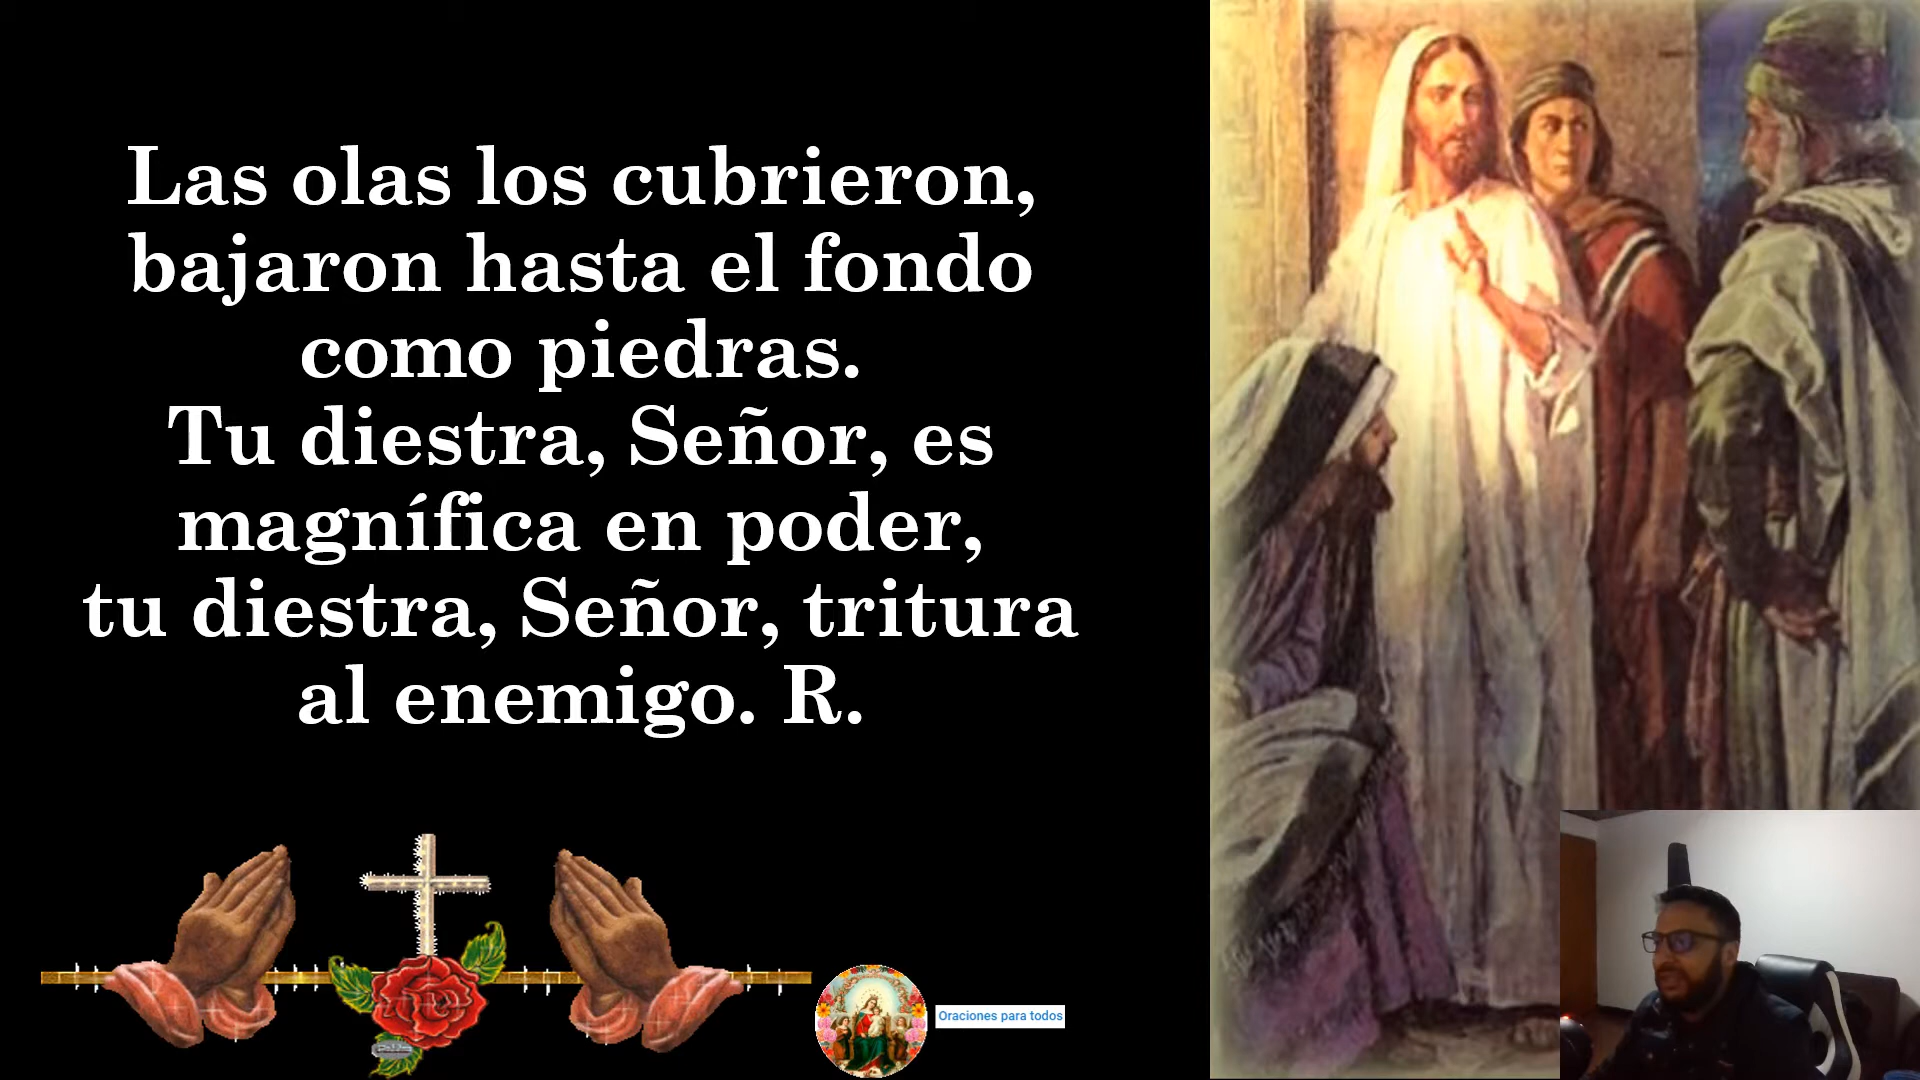 Las olas los cubrieron,
bajaron hasta el fondo
como piedras.
Tu diestra, Señor, es
magnífica en poder,
tu diestra, Señor, tritura
al enemigo. R.
Oraciones para todos